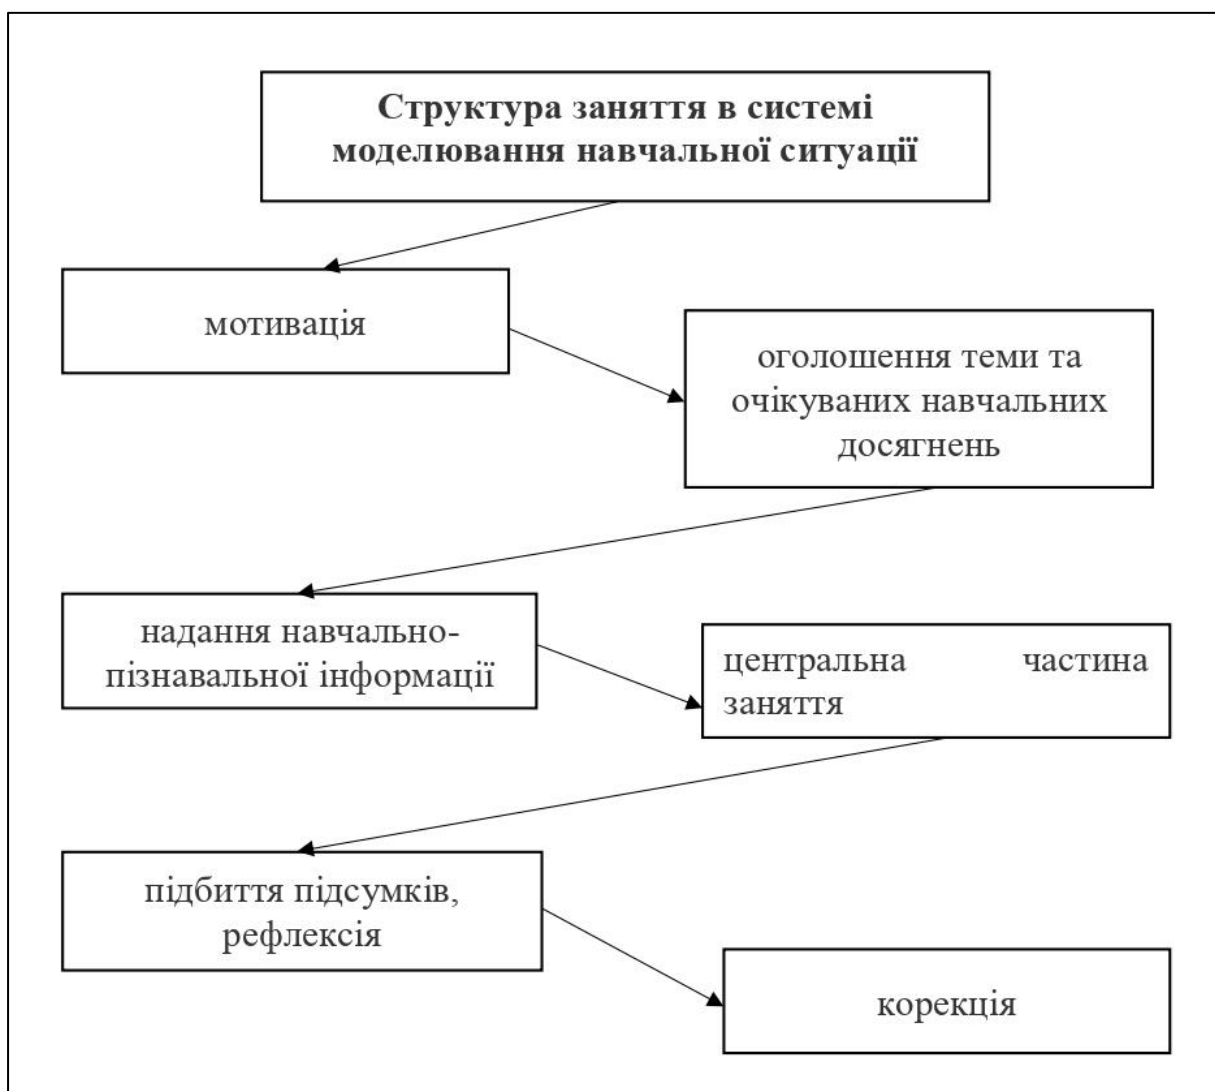 Структура заняття в системі
моделювання навчальної ситуації
мотивація
оголошення теми та
очікуваних навчальних
досягнень
надання навчально-
пізнавальної інформації
центральна частина
заняття
підбиття підсумків,
рефлексія
корекція